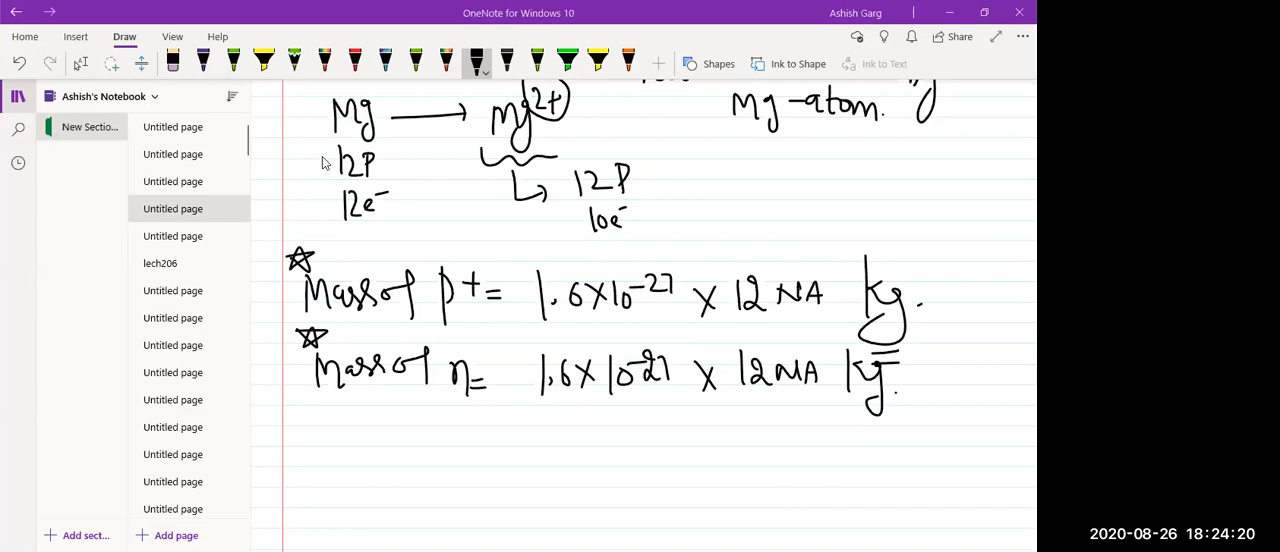 OneNote for Windows 10
Ashish Garg
Home Insert Draw View Help
Share
Shapes Ink to Shape Ink to Text
Ashish's Notebook
New Sectio...
Untitled page
Untitled page
Untitled page
Untitled page
Untitled page
lech206
Untitled page
Untitled page
Untitled page
Untitled page
Untitled page
Untitled page
Untitled page
Untitled page
Untitled page
Add sect...
Add page
Mg → Mg2+
Mg-atom.
12P
12e-
12P
10e-
Mass of p+ = 1.6×10-27 × 12 NA kg.
Mass of n = 1.6×10-27 × 12 NA kg.
2020-08-26 18:24:20